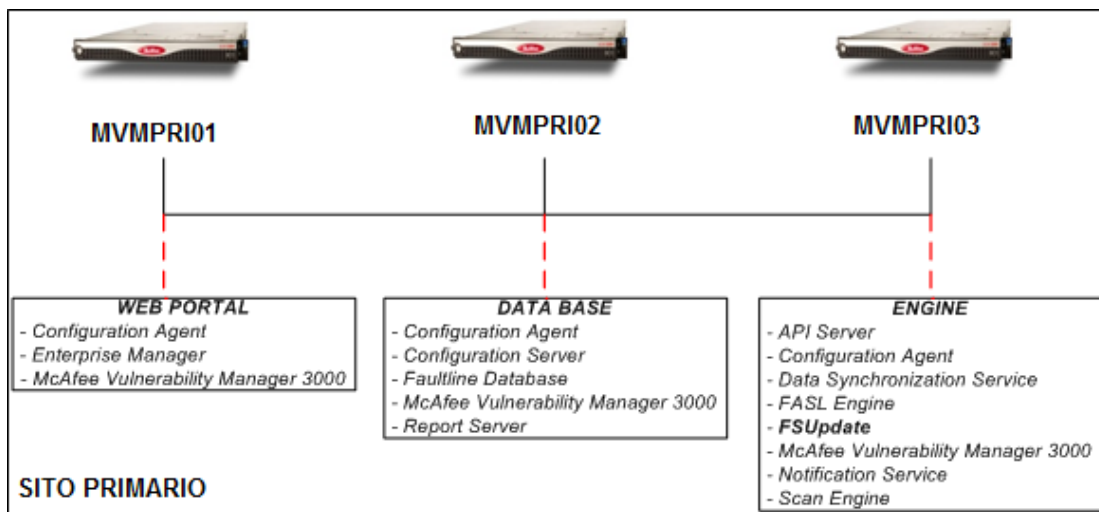 MVMPRI01
MVMPRI02
MVMPRI03
WEB PORTAL
- Configuration Agent
- Enterprise Manager
- McAfee Vulnerability Manager 3000
DATA BASE
- Configuration Agent
- Configuration Server
- Faultline Database
- McAfee Vulnerability Manager 3000
- Report Server
ENGINE
- API Server
- Configuration Agent
- Data Synchronization Service
- FASL Engine
- FSUpdate
- McAfee Vulnerability Manager 3000
- Notification Service
- Scan Engine
SITO PRIMARIO